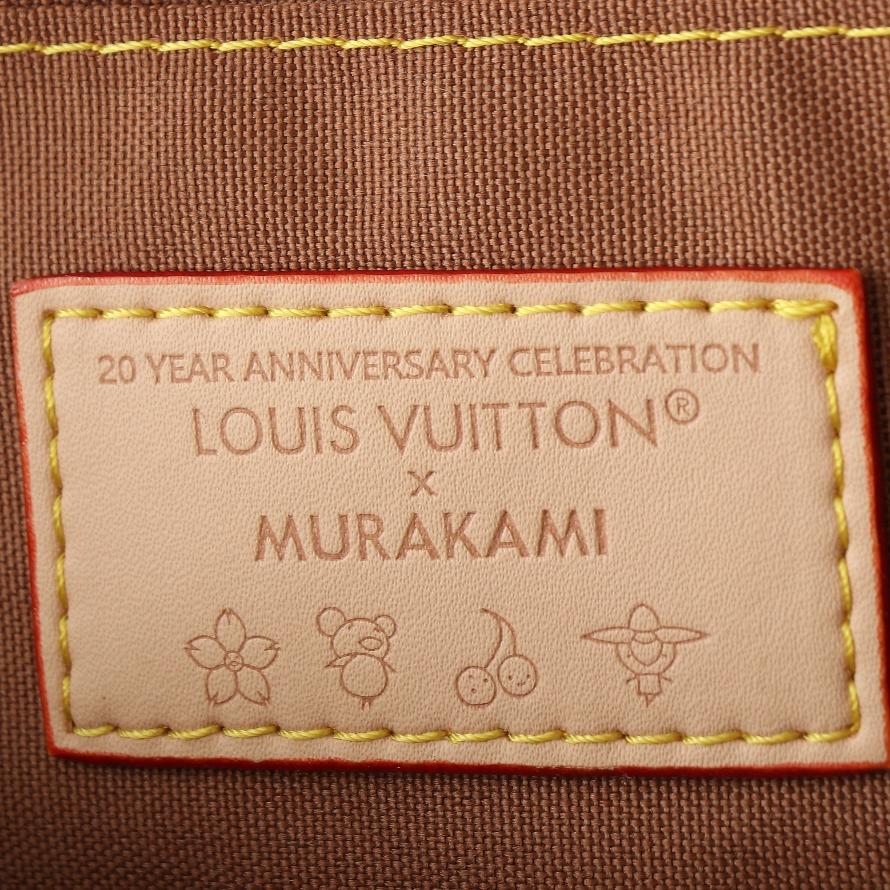 20 YEAR ANNIVERSARY CELEBRATION
LOUIS VUITTON®
x
MURAKAMI